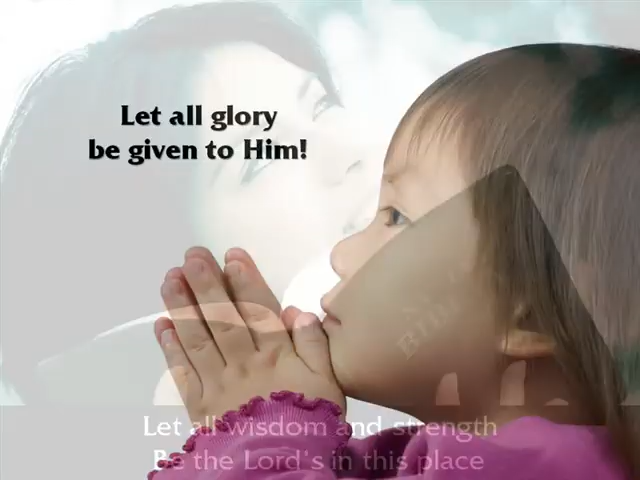 Let all glory
be given to Him!
Let all wisdom and strength
Be the Lord's in this place